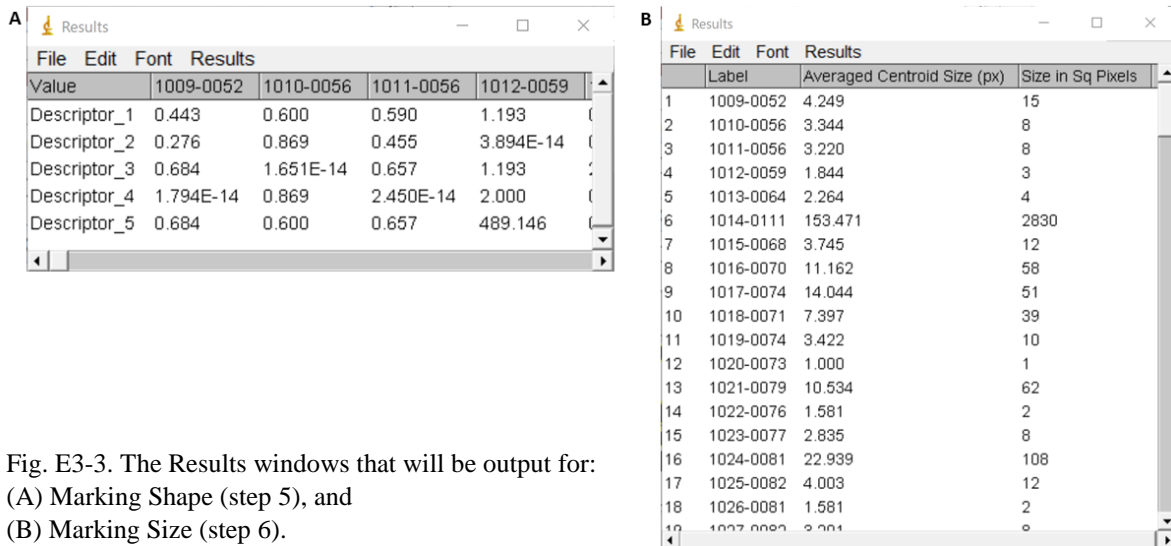 A
Results
File Edit Font Results
Value 1009-0052 1010-0056 1011-0056 1012-0059
Descriptor_1 0.443 0.600 0.590 1.193
Descriptor_2 0.276 0.869 0.455 3.894E-14
Descriptor_3 0.684 1.651E-14 0.657 1.193
Descriptor_4 1.794E-14 0.869 2.450E-14 2.000
Descriptor_5 0.684 0.600 0.657 489.146
B
Results
File Edit Font Results
Label Averaged Centroid Size (px) Size in Sq Pixels
1 1009-0052 4.249 15
2 1010-0056 3.344 8
3 1011-0056 3.220 8
4 1012-0059 1.844 3
5 1013-0064 2.264 4
6 1014-0111 153.471 2830
7 1015-0068 3.745 12
8 1016-0070 11.162 58
9 1017-0074 14.044 51
10 1018-0071 7.397 39
11 1019-0074 3.422 10
12 1020-0073 1.000 1
13 1021-0079 10.534 62
14 1022-0076 1.581 2
15 1023-0077 2.835 8
16 1024-0081 22.939 108
17 1025-0082 4.003 12
18 1026-0081 1.581 2
Fig. E3-3. The Results windows that will be output for:
(A) Marking Shape (step 5), and
(B) Marking Size (step 6).